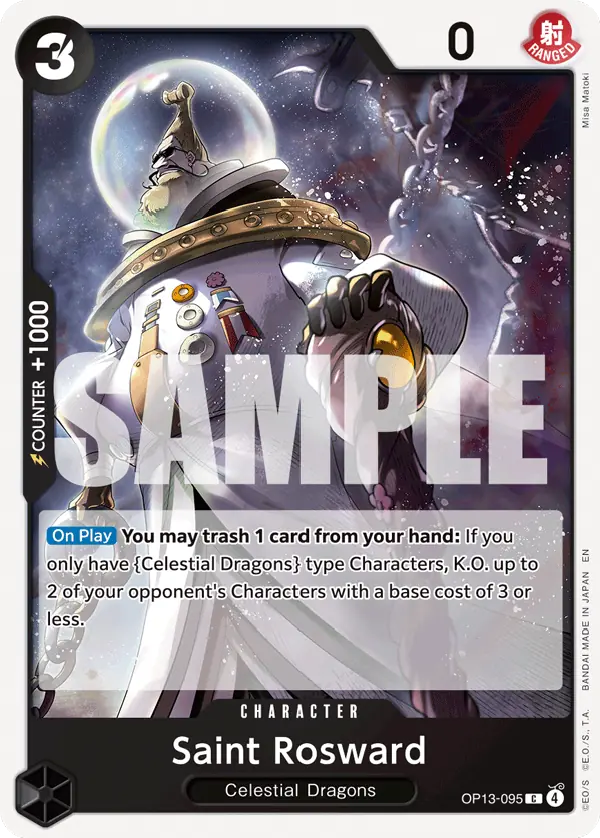 3
0
射
RANGED
Misa Matoki
COUNTER +1000
SAMPLE
On Play You may trash 1 card from your hand: If you
only have {Celestial Dragons} type Characters, K.O. up to
2 of your opponent's Characters with a base cost of 3 or
less.
CHARACTER
Saint Rosward
Celestial Dragons
OP13-095 C 4
©E.O/S ©E.O./S., T.A. BANDAI MADE IN JAPAN EN